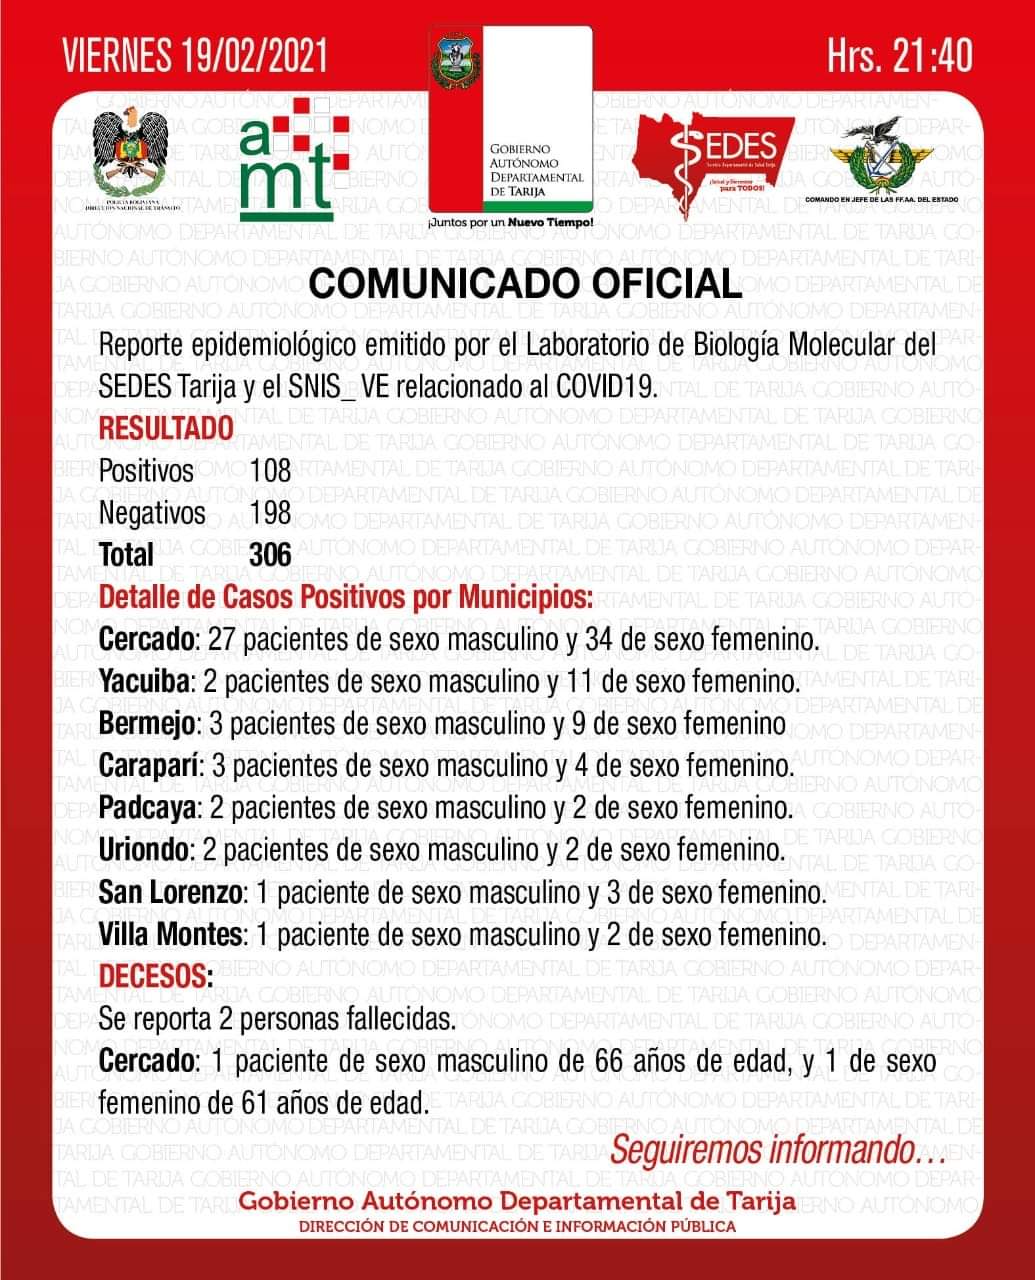 VIERNES 19/02/2021
Hrs. 21:40
POLICÍA BOLIVIANA
DIRECCIÓN NACIONAL DE TRÁNSITO
a
mt
GOBIERNO
AUTÓNOMO
DEPARTAMENTAL
DE TARIJA
¡Juntos por un Nuevo Tiempo!
SEDES
Servicio Departamental de Salud Tarija
¡Salud y Bienestar
para TODOS!
COMANDO EN JEFE DE LAS FF.AA. DEL ESTADO
COMUNICADO OFICIAL
Reporte epidemiológico emitido por el Laboratorio de Biología Molecular del
SEDES Tarija y el SNIS_ VE relacionado al COVID19.
RESULTADO
Positivos 108
Negativos 198
Total 306
Detalle de Casos Positivos por Municipios:
Cercado: 27 pacientes de sexo masculino y 34 de sexo femenino.
Yacuiba: 2 pacientes de sexo masculino y 11 de sexo femenino.
Bermejo: 3 pacientes de sexo masculino y 9 de sexo femenino
Caraparí: 3 pacientes de sexo masculino y 4 de sexo femenino.
Padcaya: 2 pacientes de sexo masculino y 2 de sexo femenino.
Uriondo: 2 pacientes de sexo masculino y 2 de sexo femenino.
San Lorenzo: 1 paciente de sexo masculino y 3 de sexo femenino.
Villa Montes: 1 paciente de sexo masculino y 2 de sexo femenino.
DECESOS:
Se reporta 2 personas fallecidas.
Cercado: 1 paciente de sexo masculino de 66 años de edad, y 1 de sexo
femenino de 61 años de edad.
Seguiremos informando...
Gobierno Autónomo Departamental de Tarija
DIRECCIÓN DE COMUNICACIÓN E INFORMACIÓN PÚBLICA